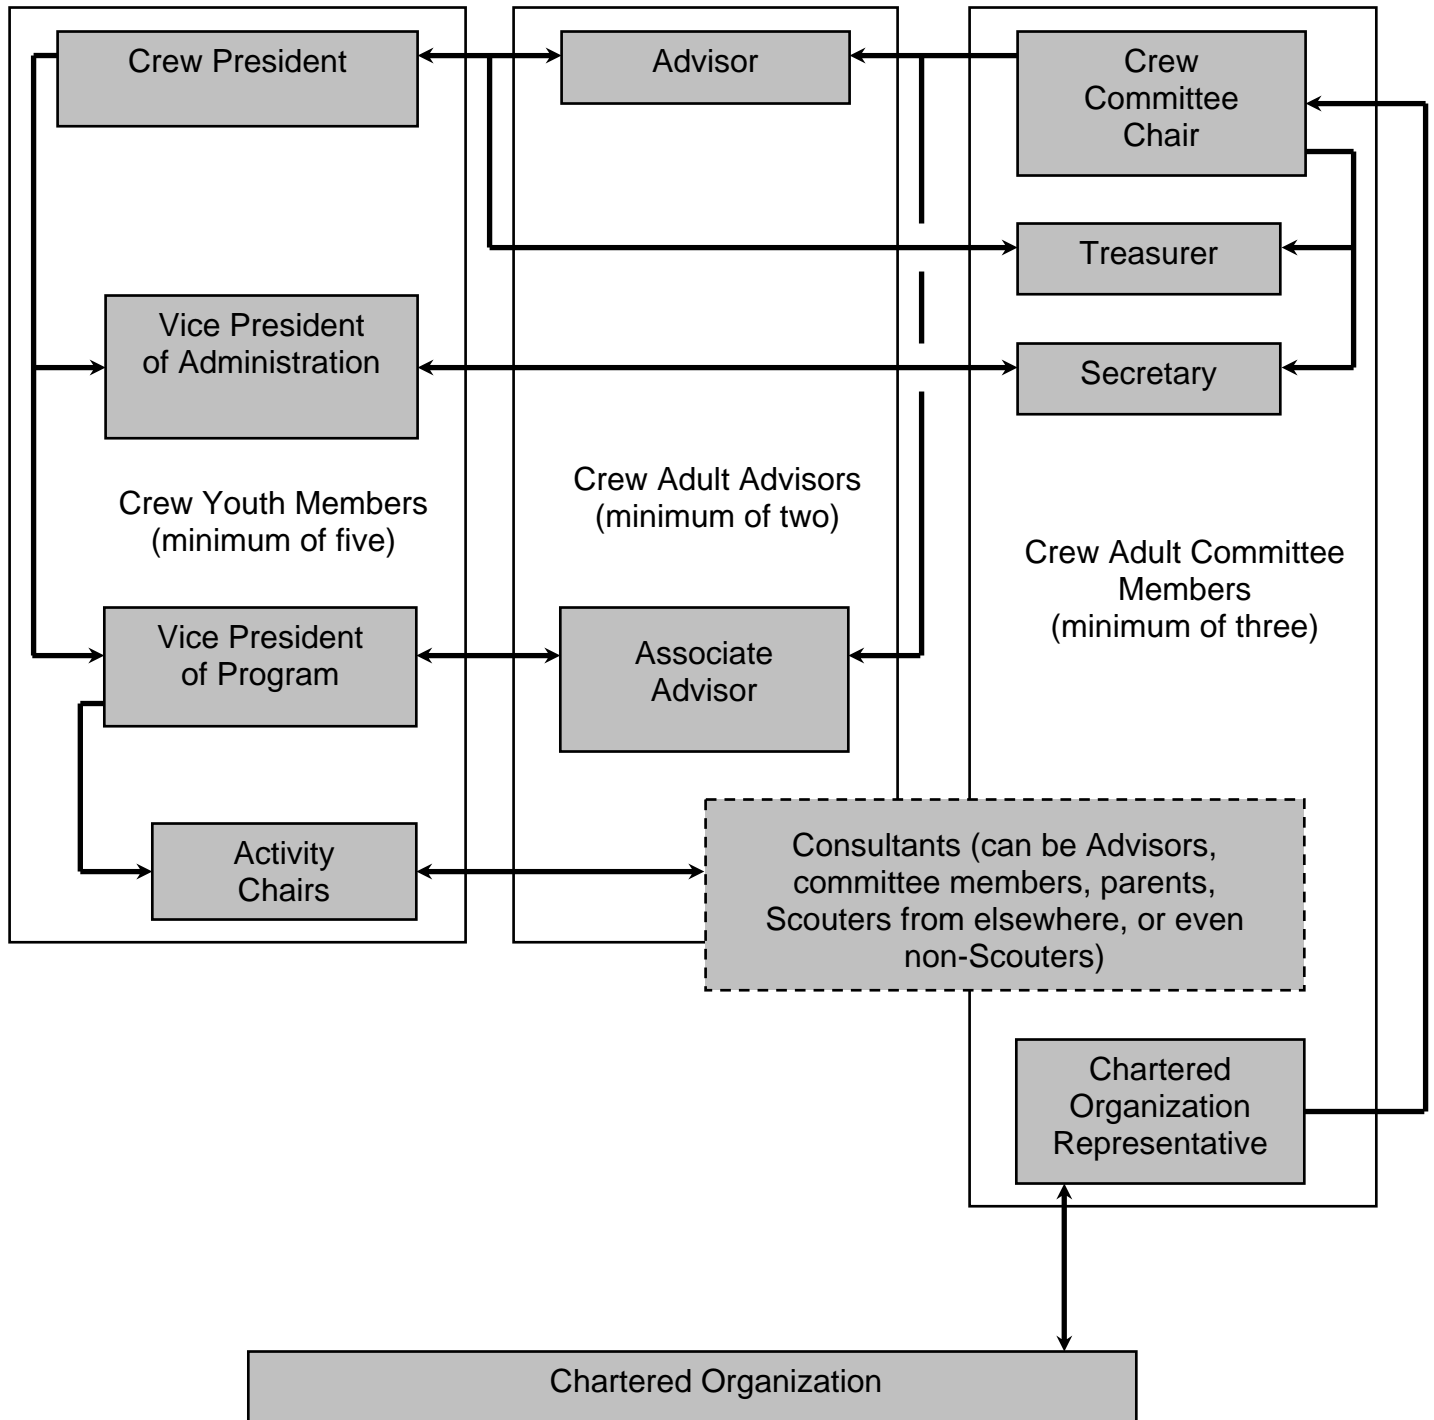 Crew President
Advisor
Crew
Committee
Chair
Treasurer
Vice President
of Administration
Secretary
Crew Youth Members
(minimum of five)
Crew Adult Advisors
(minimum of two)
Crew Adult Committee
Members
(minimum of three)
Vice President
of Program
Associate
Advisor
Activity
Chairs
Consultants (can be Advisors,
committee members, parents,
Scouters from elsewhere, or even
non-Scouters)
Chartered
Organization
Representative
Chartered Organization